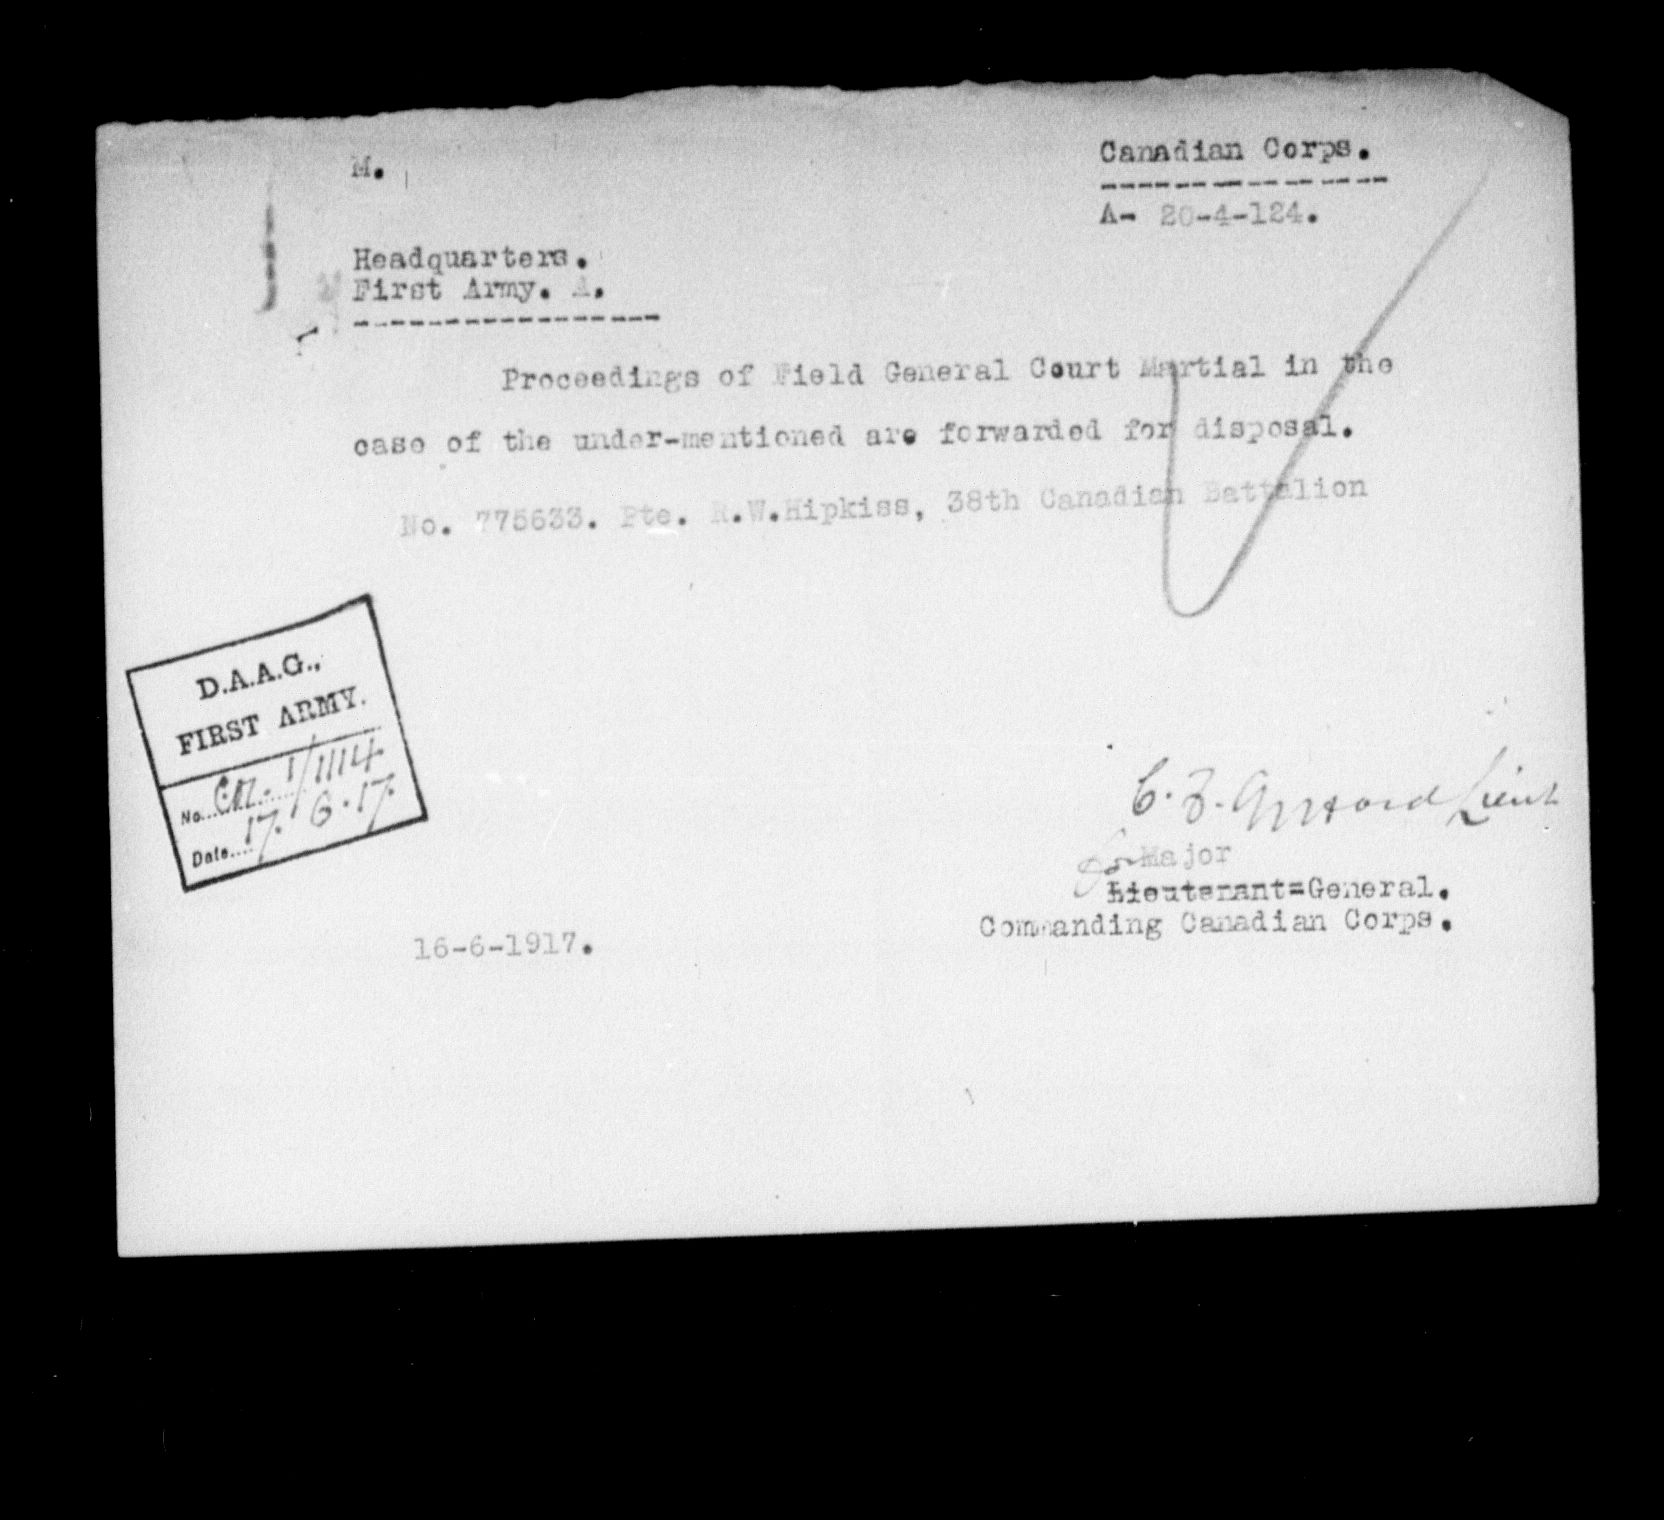 M.
Canadian Corps.
A- 20-4-124.
Headquarters.
First Army. A.
Proceedings of Field General Court Martial in the
case of the under-mentioned are forwarded for disposal.
No. 775633. Pte. R.W.Hipkiss, 38th Canadian Battalion
D.A.A.G.,
FIRST ARMY.
No. 1/1114
Date 17.6.17.
Lieut
for Major
Lieutenant=General.
Commanding Canadian Corps.
16-6-1917.